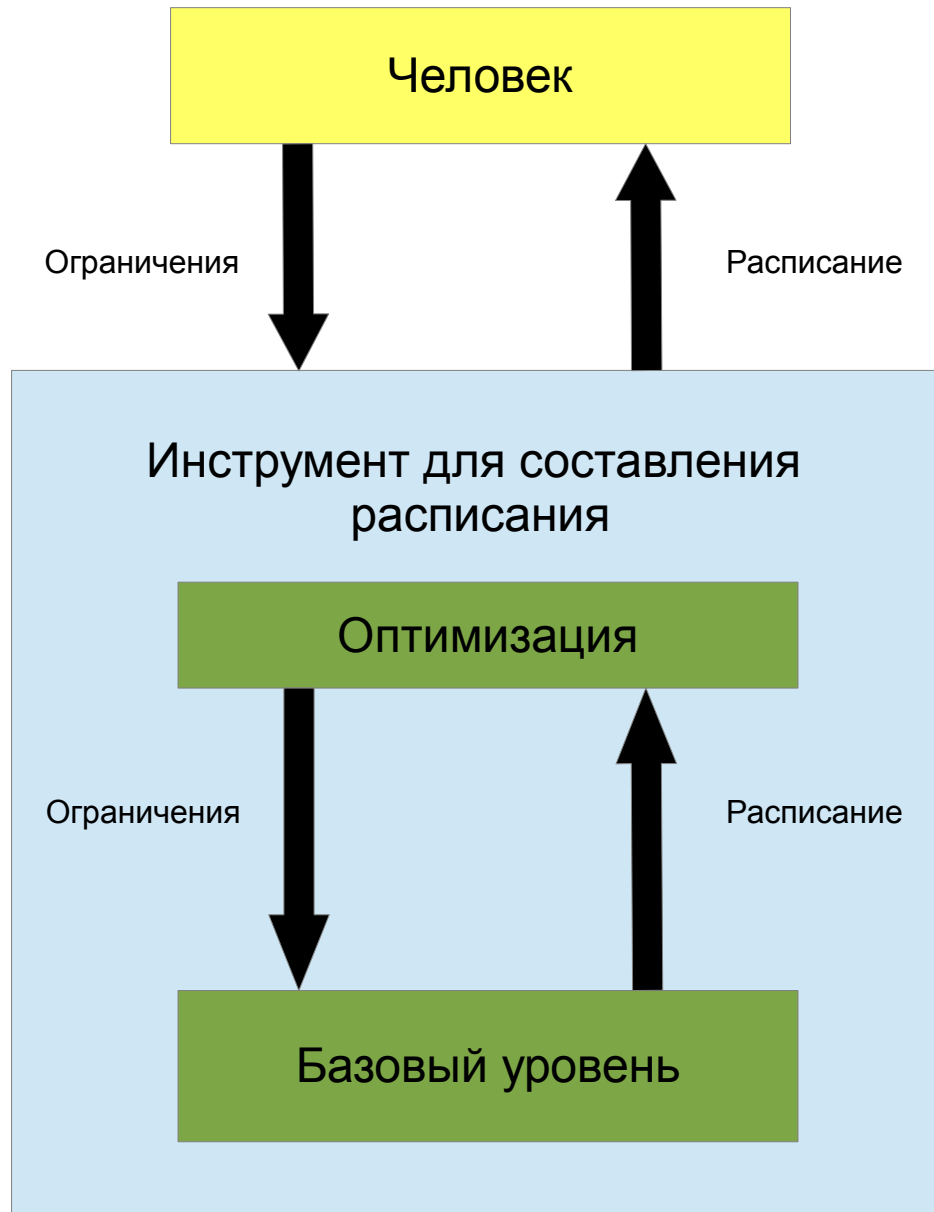 Человек
Ограничения
Расписание
Инструмент для составления
расписания
Оптимизация
Ограничения
Расписание
Базовый уровень